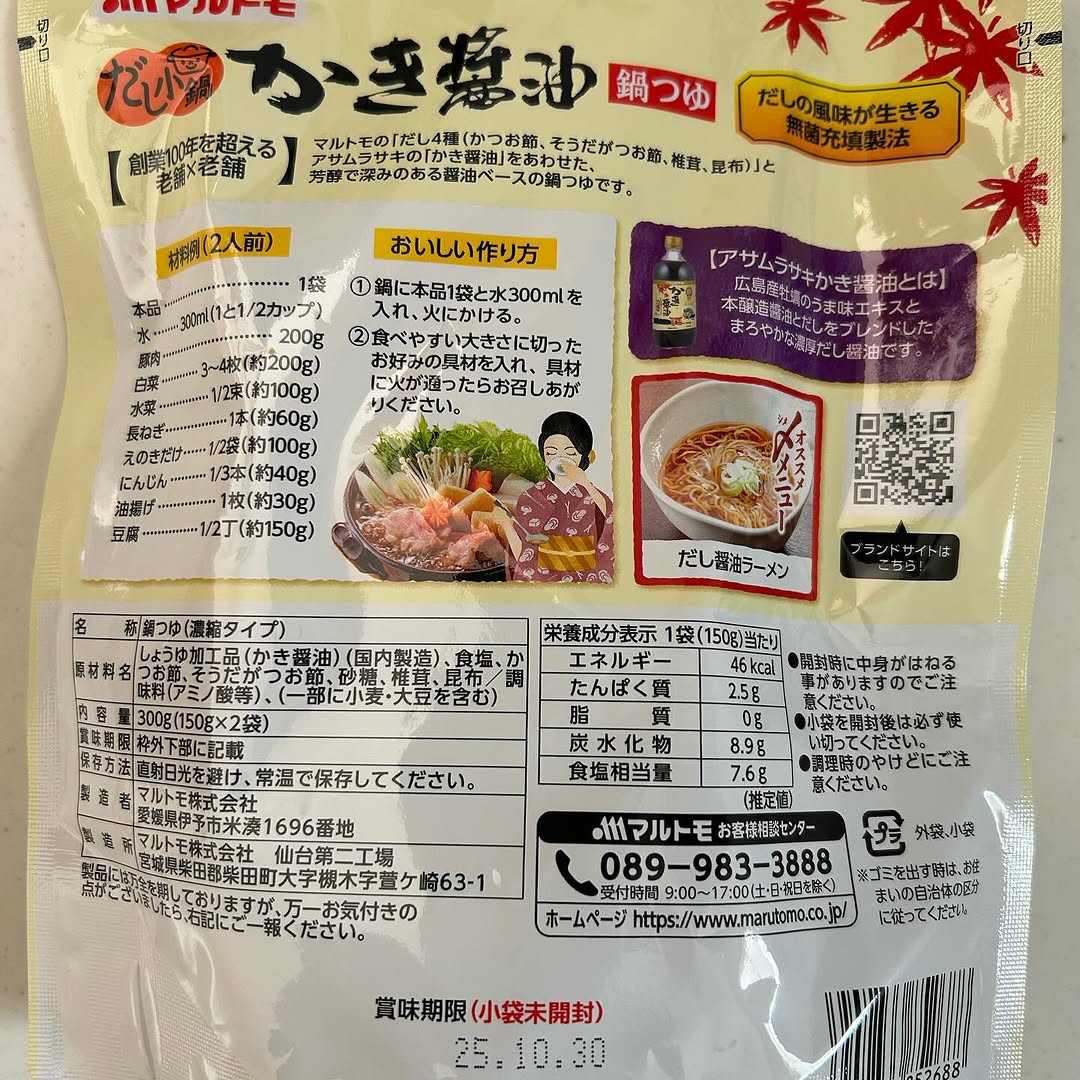 マルトモ
切り口
切り口
だし小鍋
かき醬油
鍋つゆ
だしの風味が生きる
無菌充填製法
【創業100年を超える
老舗×老舗】
マルトモの「だし4種(かつお節、そうだがつお節、椎茸、昆布)」と
アサムラサキの「かき醤油」をあわせた、
芳醇で深みのある醤油ベースの鍋つゆです。
材料例(2人前)
本品……………………1袋
水……300ml(1と1/2カップ)
豚肉……………………200g
白菜………3~4枚(約200g)
水菜…………1/2束(約100g)
長ねぎ…………1本(約60g)
えのきだけ……1/2袋(約100g)
にんじん………1/3本(約40g)
油揚げ…………1枚(約30g)
豆腐……………1/2丁(約150g)
おいしい作り方
①鍋に本品1袋と水300mlを
入れ、火にかける。
②食べやすい大きさに切った
お好みの具材を入れ、具材
に火が通ったらお召しあが
りください。
【アサムラサキかき醤油とは】
広島産牡蠣のうま味エキスと
本醸造醤油とだしをブレンドした
まろやかな濃厚だし醤油です。
かき醤油
オススメ
〆メニュー
シメ
だし醤油ラーメン
ブランドサイトは
こちら!
名称 鍋つゆ(濃縮タイプ)
原材料名 しょうゆ加工品(かき醤油)(国内製造)、食塩、か
つお節、そうだがつお節、砂糖、椎茸、昆布/調
味料(アミノ酸等)、(一部に小麦・大豆を含む)
内容量 300g(150g×2袋)
賞味期限 枠外下部に記載
保存方法 直射日光を避け、常温で保存してください。
製造者 マルトモ株式会社
愛媛県伊予市米湊1696番地
製造所 マルトモ株式会社 仙台第二工場
宮城県柴田郡柴田町大字槻木字萱ケ崎63-1
製品には万全を期しておりますが、万一お気付きの
点がございましたら、右記にご一報ください。
栄養成分表示 1袋(150g)当たり
エネルギー 46kcal
たんぱく質 2.5g
脂質 0g
炭水化物 8.9g
食塩相当量 7.6g
(推定値)
●開封時に中身がはねる
事がありますのでご注
意ください。
●小袋を開封後は必ず使
い切ってください。
●調理時のやけどにご注
意ください。
マルトモ お客様相談センター
089-983-3888
受付時間 9:00~17:00(土・日・祝日を除く)
ホームページ https://www.marutomo.co.jp/
プラ 外袋、小袋
※ゴミを出す時は、お住
まいの自治体の区分
に従ってください。
賞味期限(小袋未開封)
25.10.30
52688